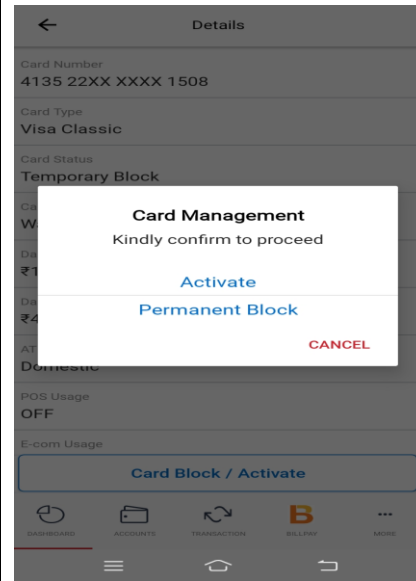 Details
Card Number
4135 22XX XXXX 1508
Card Type
Visa Classic
Card Status
Temporary Block
Card Management
Kindly confirm to proceed
Activate
Permanent Block
CANCEL
Domestic
POS Usage
OFF
E-com Usage
Card Block / Activate
DASHBOARD
ACCOUNTS
TRANSACTION
BILLPAY
MORE